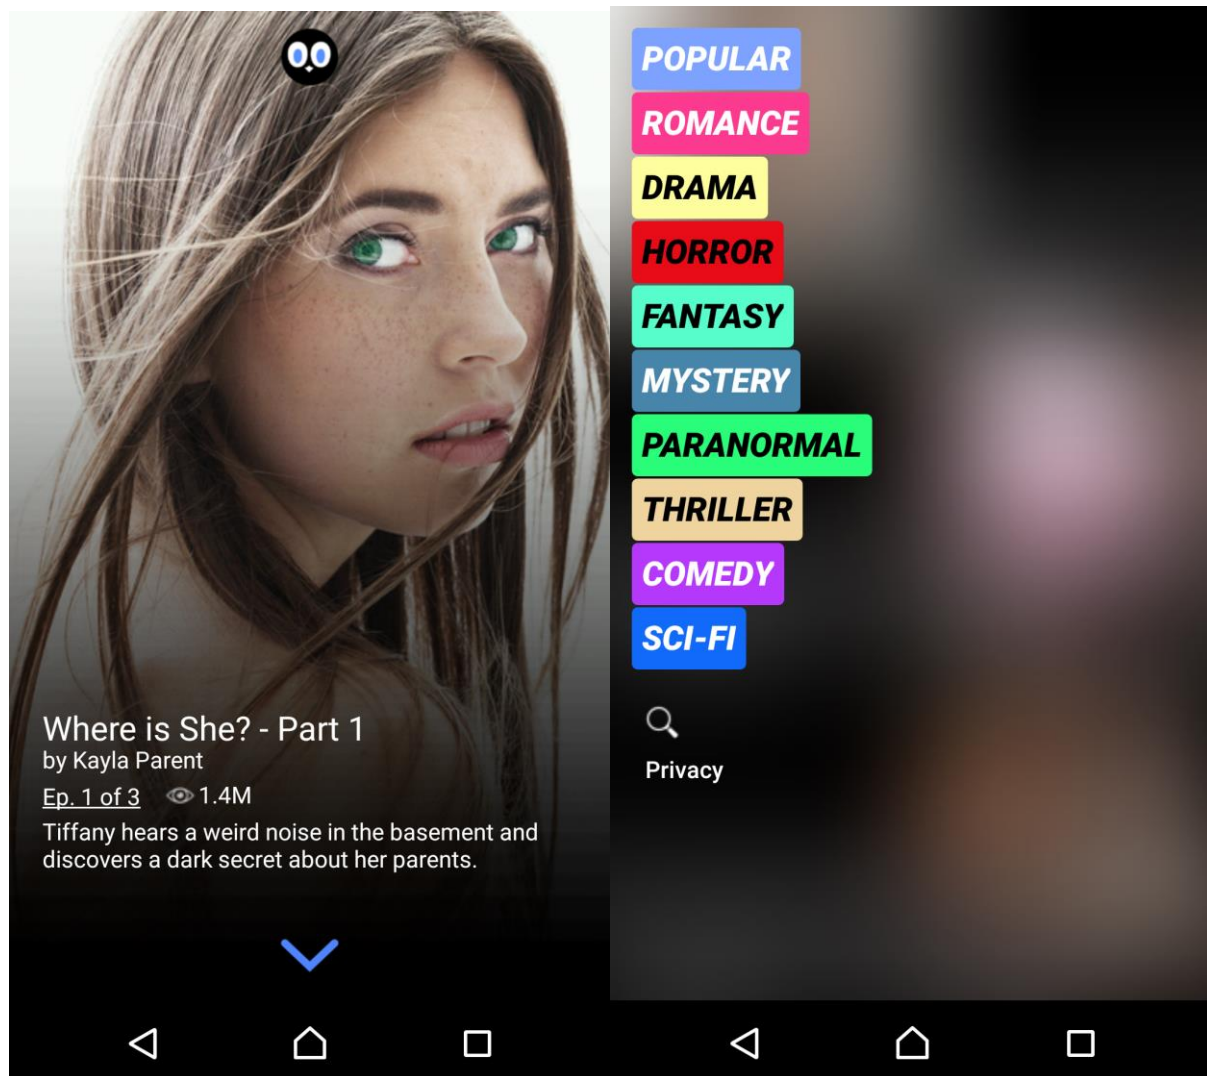 Where is She? - Part 1
by Kayla Parent
Ep. 1 of 3 1.4M
Tiffany hears a weird noise in the basement and
discovers a dark secret about her parents.
POPULAR
ROMANCE
DRAMA
HORROR
FANTASY
MYSTERY
PARANORMAL
THRILLER
COMEDY
SCI-FI
Privacy